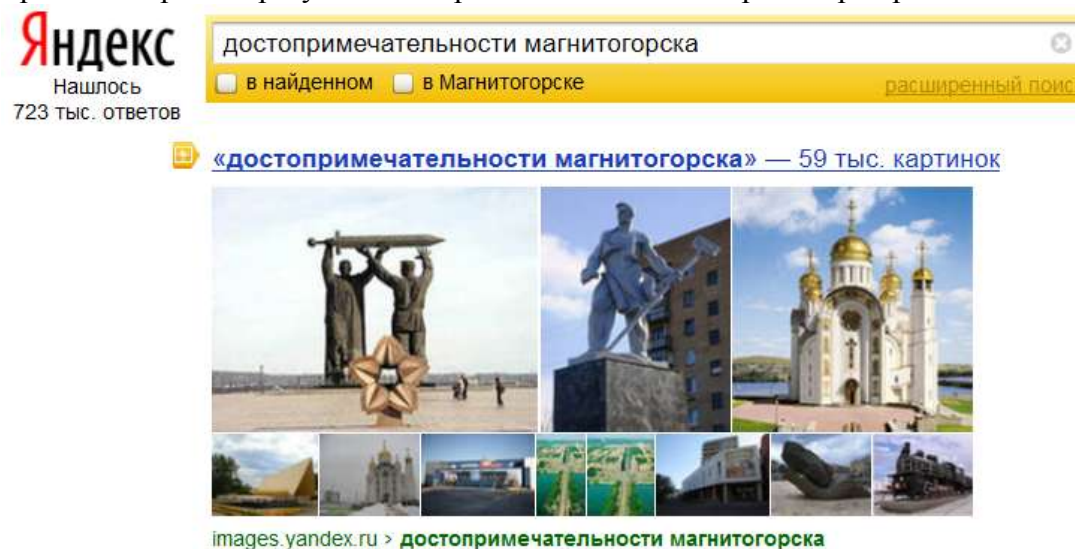 Яндекс
Нашлось
723 тыс. ответов
достопримечательности магнитогорска
в найденном в Магнитогорске расширенный поиск
«достопримечательности магнитогорска» — 59 тыс. картинок
images.yandex.ru > достопримечательности магнитогорска